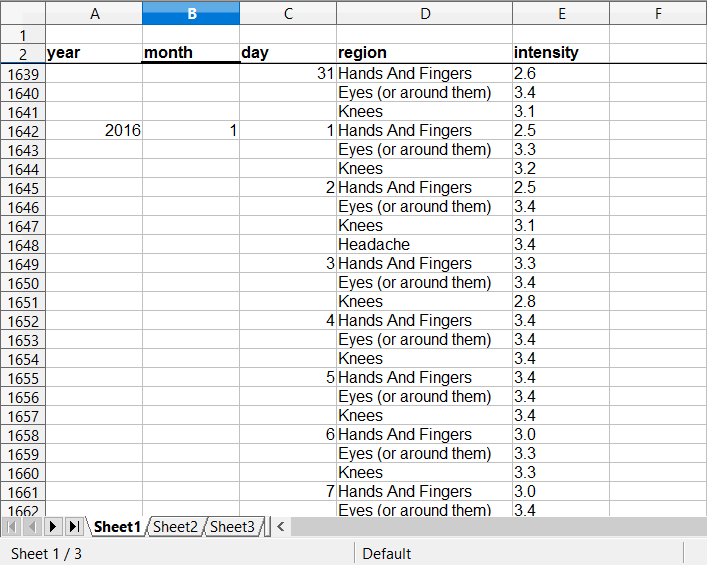 A B C D E F
1
2 year month day region intensity
1639 31 Hands And Fingers 2.6
1640 Eyes (or around them) 3.4
1641 Knees 3.1
1642 2016 1 1 Hands And Fingers 2.5
1643 Eyes (or around them) 3.3
1644 Knees 3.2
1645 2 Hands And Fingers 2.5
1646 Eyes (or around them) 3.4
1647 Knees 3.1
1648 Headache 3.4
1649 3 Hands And Fingers 3.3
1650 Eyes (or around them) 3.4
1651 Knees 2.8
1652 4 Hands And Fingers 3.4
1653 Eyes (or around them) 3.4
1654 Knees 3.4
1655 5 Hands And Fingers 3.4
1656 Eyes (or around them) 3.4
1657 Knees 3.4
1658 6 Hands And Fingers 3.0
1659 Eyes (or around them) 3.3
1660 Knees 3.3
1661 7 Hands And Fingers 3.0
1662 Eyes (or around them) 3.4
Sheet1 Sheet2 Sheet3
Sheet 1 / 3 Default